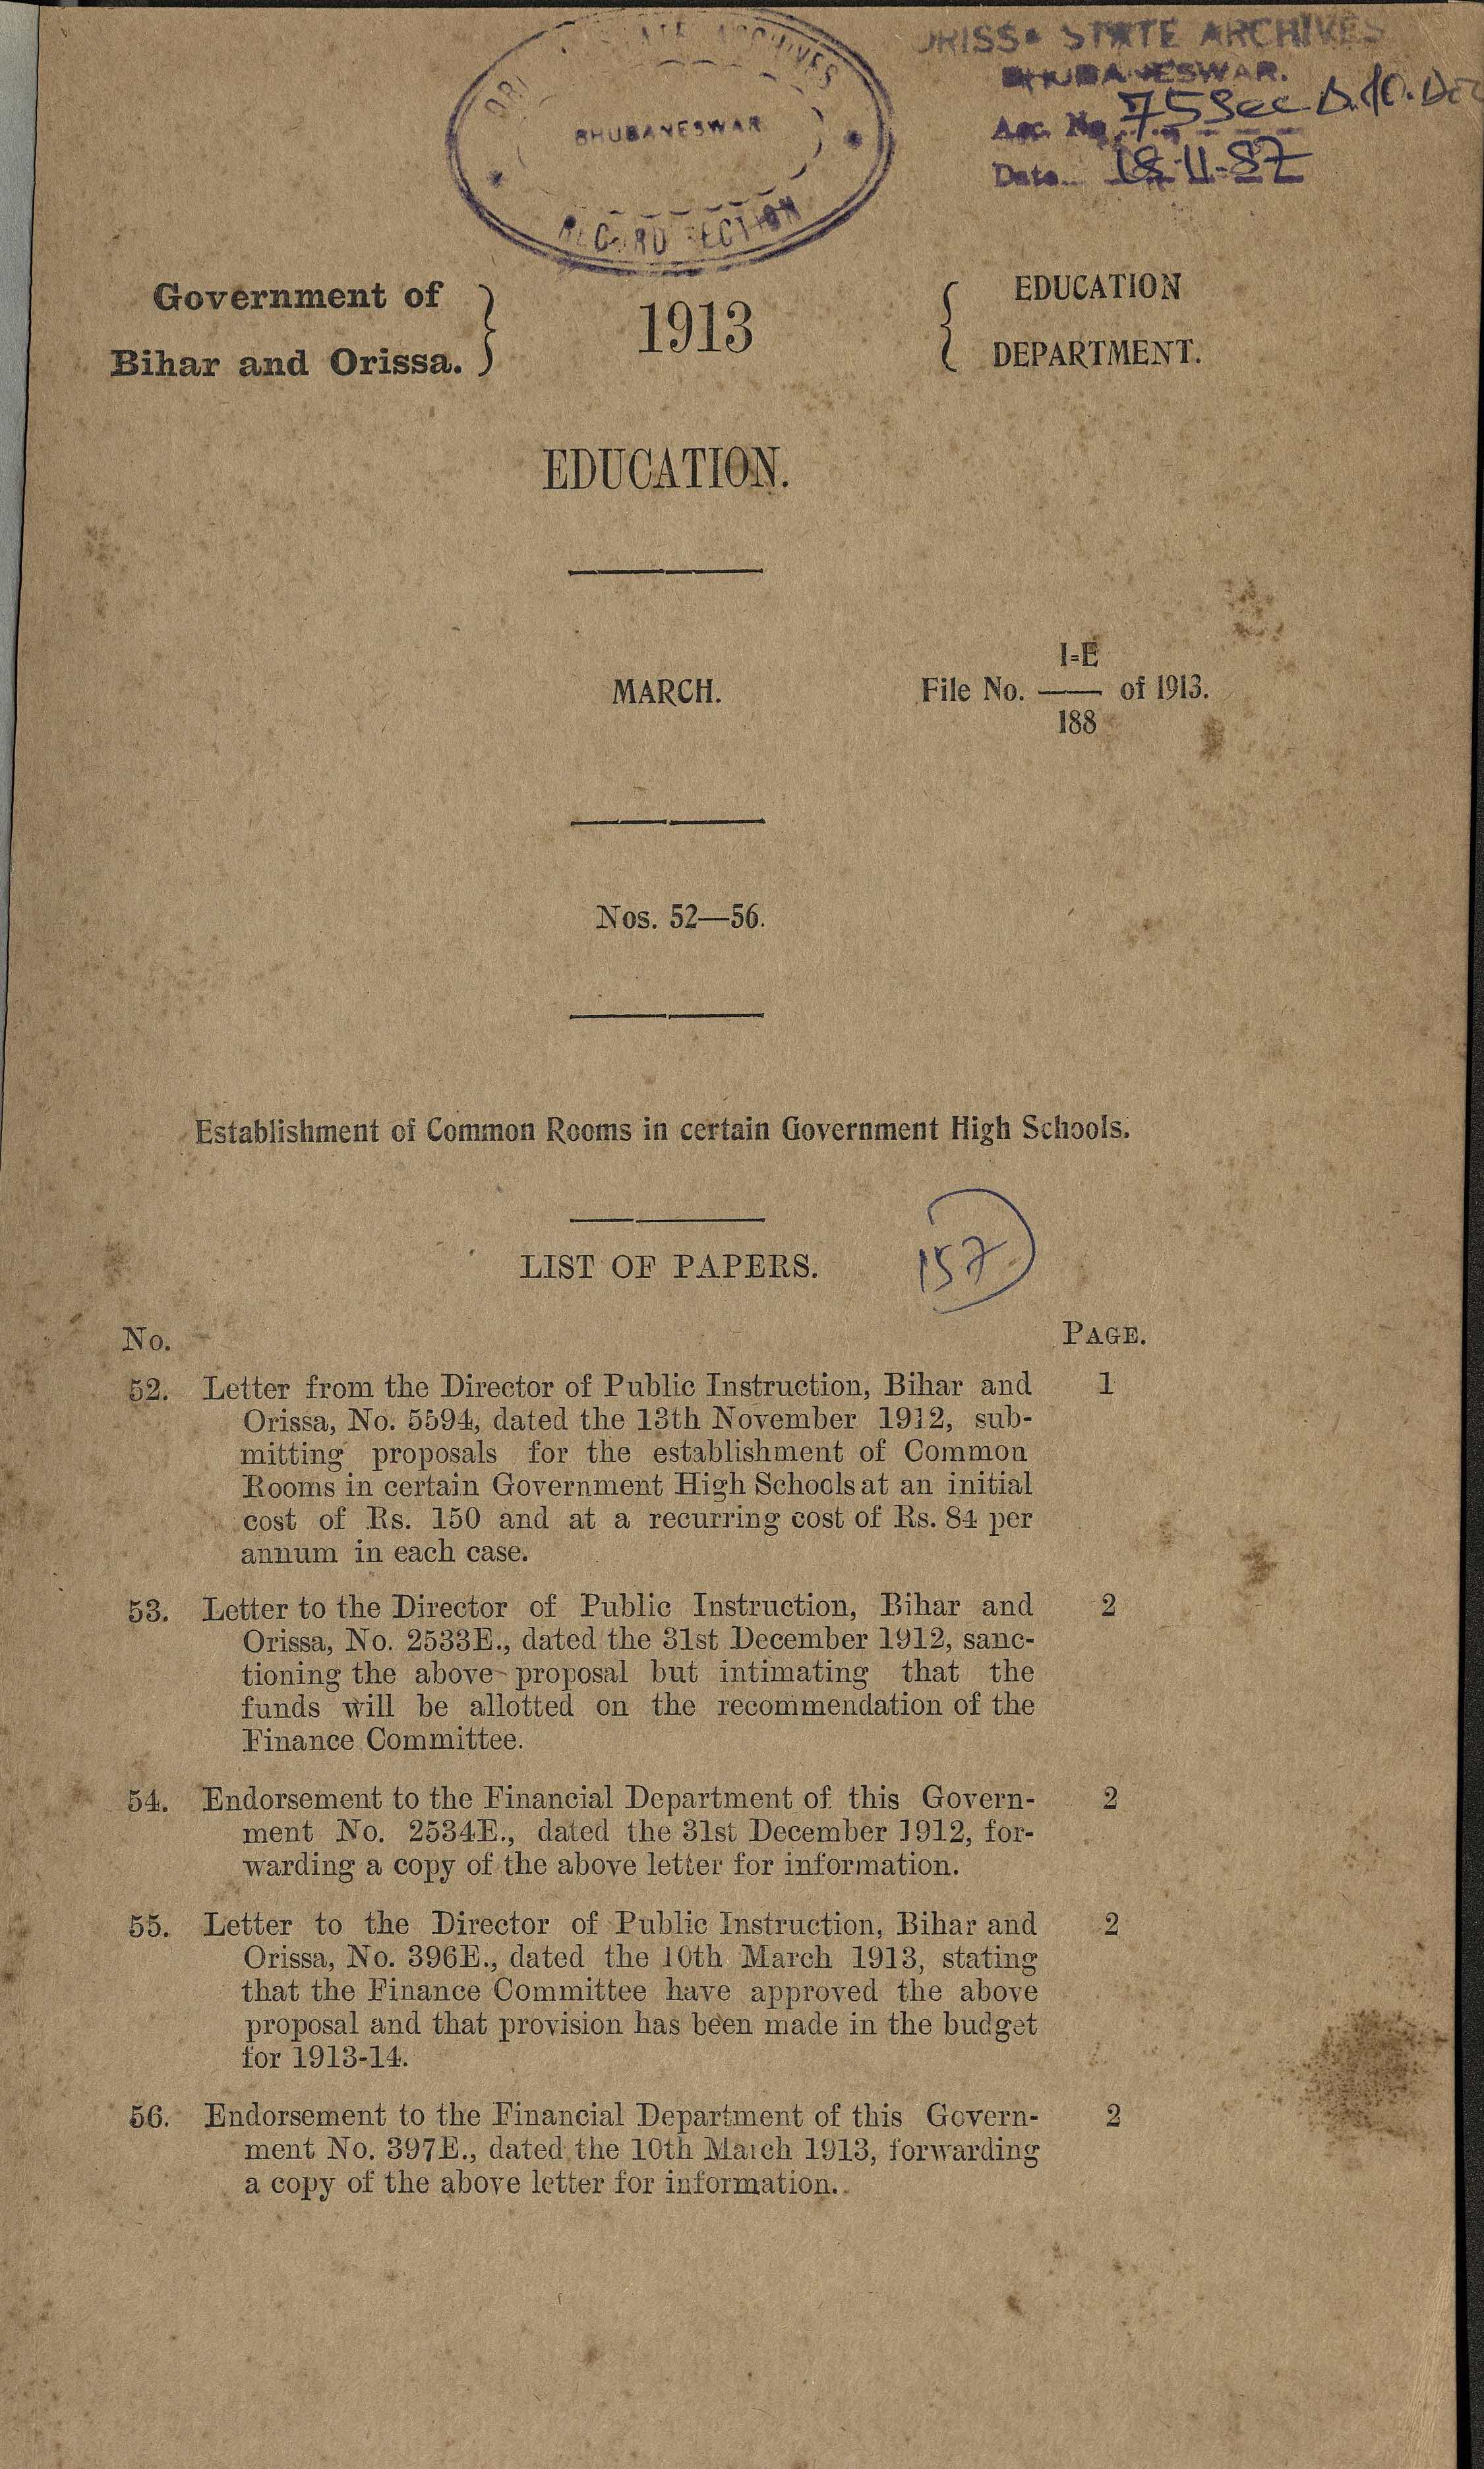 STATE ARCHIVES
BHUBANESWAR
RECORD SECTION
ORISSA STATE ARCHIVES
BHUBANESWAR.
Acc. No. 75 Sec D.
Date. 18-11-87
Government of
Bihar and Orissa.
1913
EDUCATION
DEPARTMENT.
EDUCATION.
MARCH.
I=E
File No. —— of 1913.
188
Nos. 52—56.
Establishment of Common Rooms in certain Government High Schools.
LIST OF PAPERS.
157
No. PAGE.
52. Letter from the Director of Public Instruction, Bihar and 1
Orissa, No. 5594, dated the 13th November 1912, sub-
mitting proposals for the establishment of Common
Rooms in certain Government High Schools at an initial
cost of Rs. 150 and at a recurring cost of Rs. 84 per
annum in each case.
53. Letter to the Director of Public Instruction, Bihar and 2
Orissa, No. 2533E., dated the 31st December 1912, sanc-
tioning the above proposal but intimating that the
funds will be allotted on the recommendation of the
Finance Committee.
54. Endorsement to the Financial Department of this Govern- 2
ment No. 2534E., dated the 31st December 1912, for-
warding a copy of the above letter for information.
55. Letter to the Director of Public Instruction, Bihar and 2
Orissa, No. 396E., dated the 10th March 1913, stating
that the Finance Committee have approved the above
proposal and that provision has been made in the budget
for 1913-14.
56. Endorsement to the Financial Department of this Govern- 2
ment No. 397E., dated the 10th March 1913, forwarding
a copy of the above letter for information.